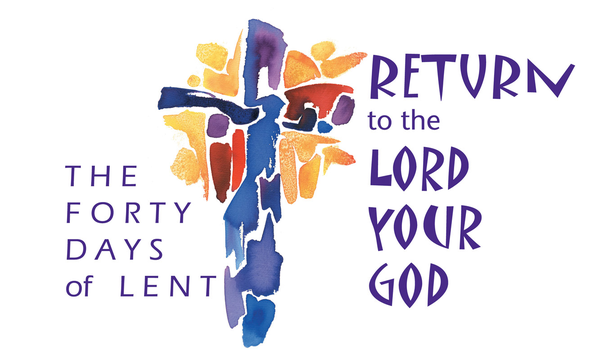 THE
FORTY
DAYS
of LENT
RETURN
to the
LORD
YOUR
GOD